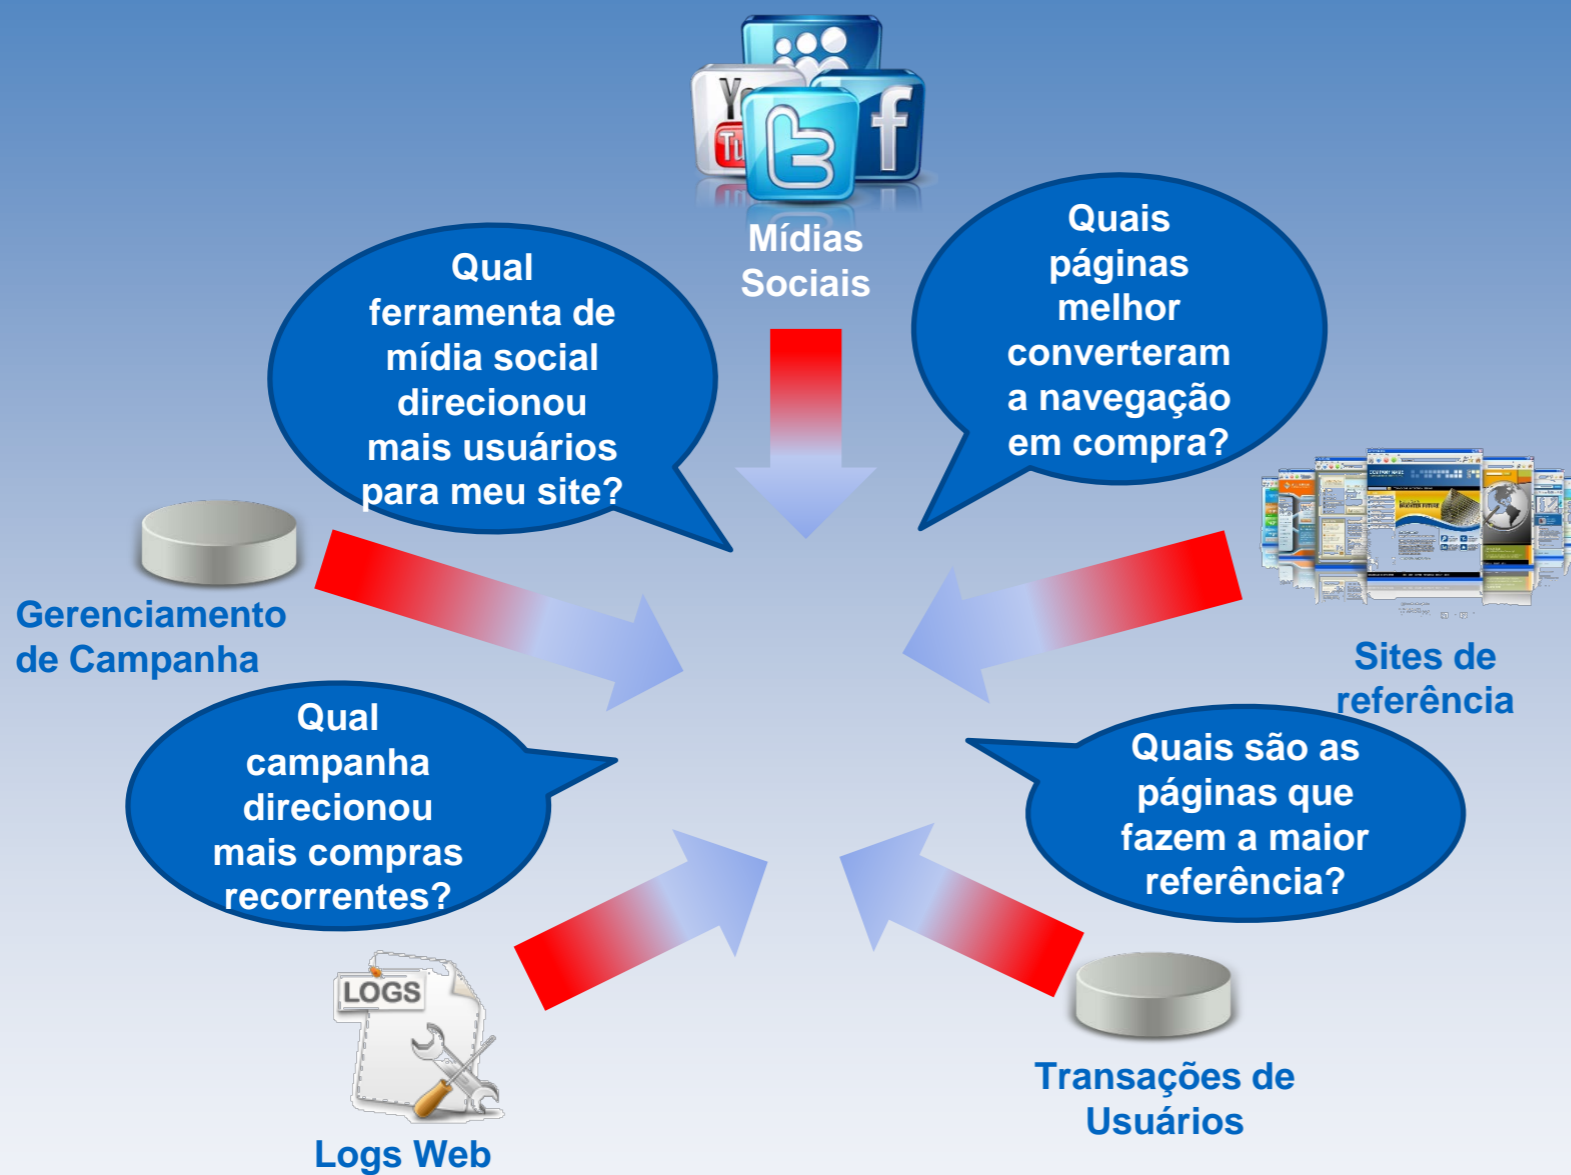 You
Tu
f
Mídias
Sociais
Qual
ferramenta de
mídia social
direcionou
mais usuários
para meu site?
Quais
páginas
melhor
converteram
a navegação
em compra?
Gerenciamento
de Campanha
Sites de
referência
Qual
campanha
direcionou
mais compras
recorrentes?
Quais são as
páginas que
fazem a maior
referência?
LOGS
Logs Web
Transações de
Usuários